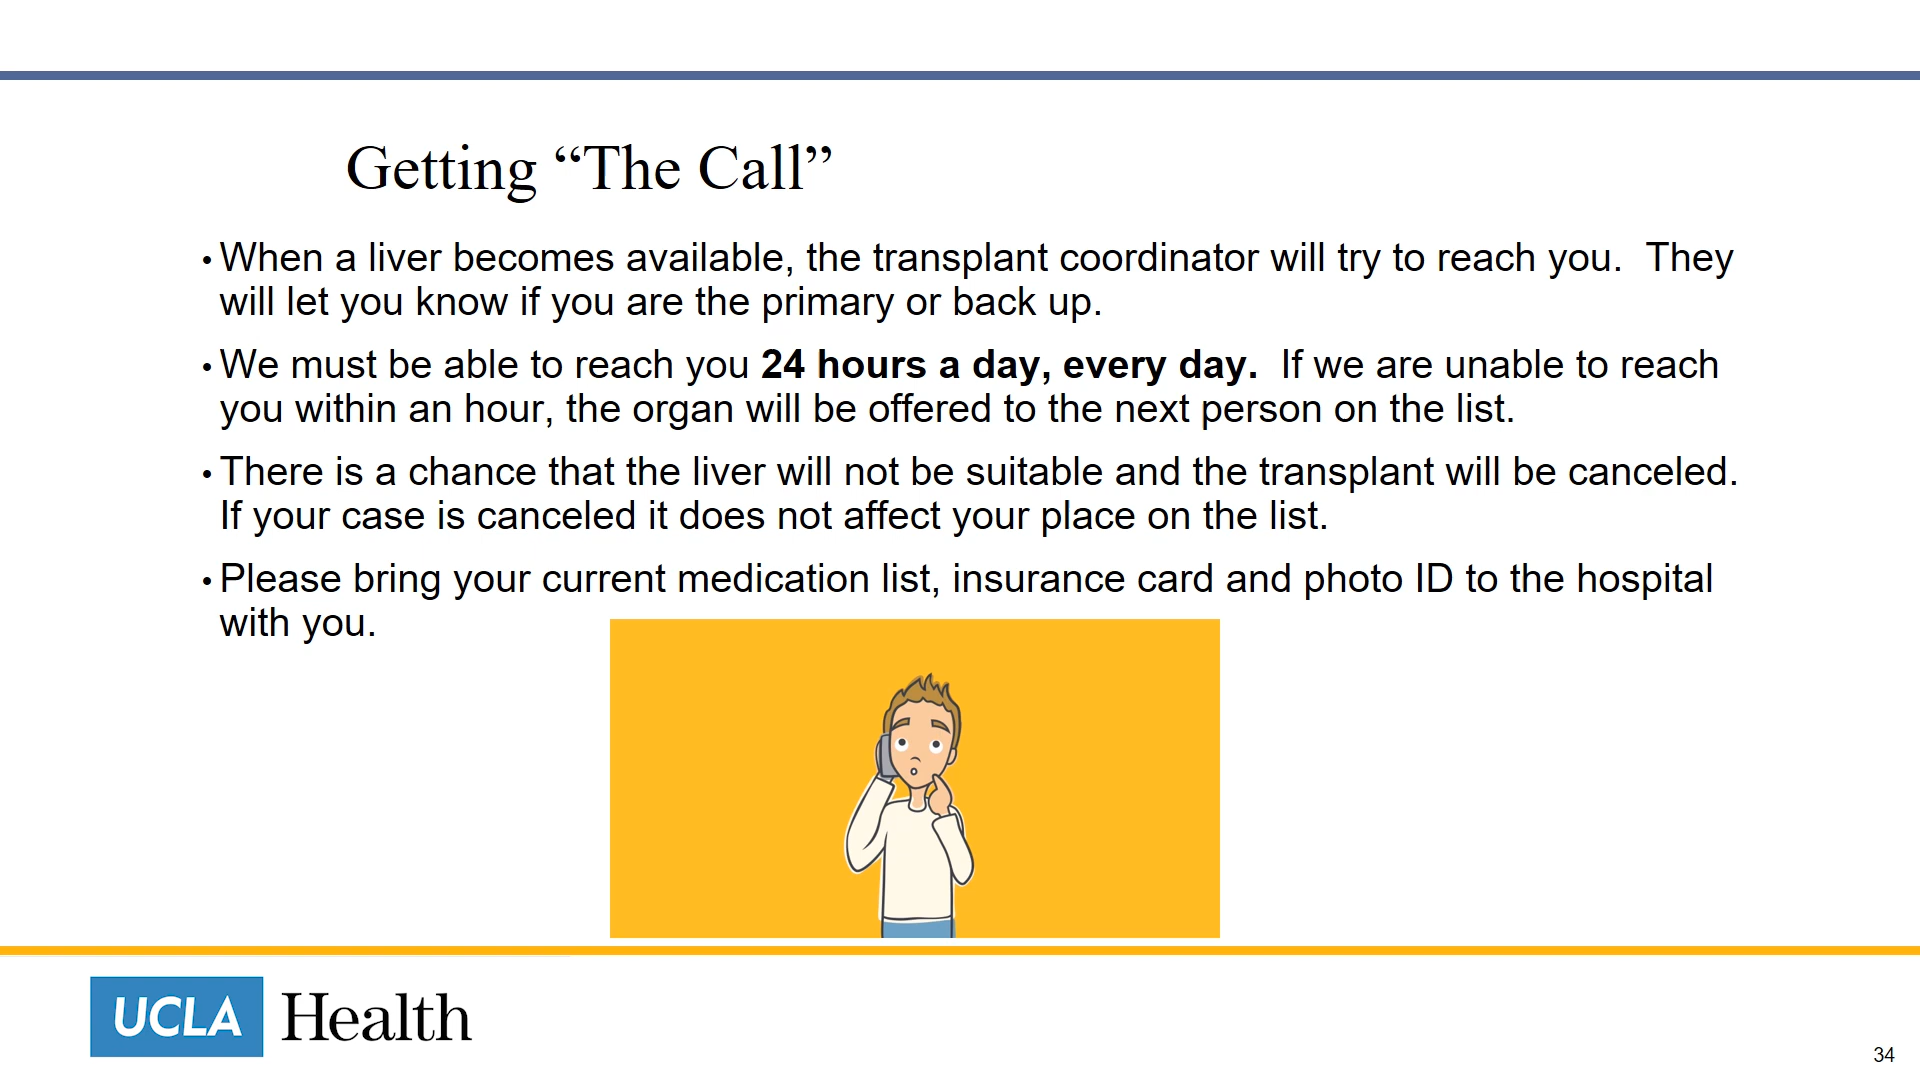 Getting “The Call”
• When a liver becomes available, the transplant coordinator will try to reach you.  They
will let you know if you are the primary or back up.
• We must be able to reach you 24 hours a day, every day.  If we are unable to reach
you within an hour, the organ will be offered to the next person on the list.
• There is a chance that the liver will not be suitable and the transplant will be canceled.
If your case is canceled it does not affect your place on the list.
• Please bring your current medication list, insurance card and photo ID to the hospital
with you.
UCLA Health
34